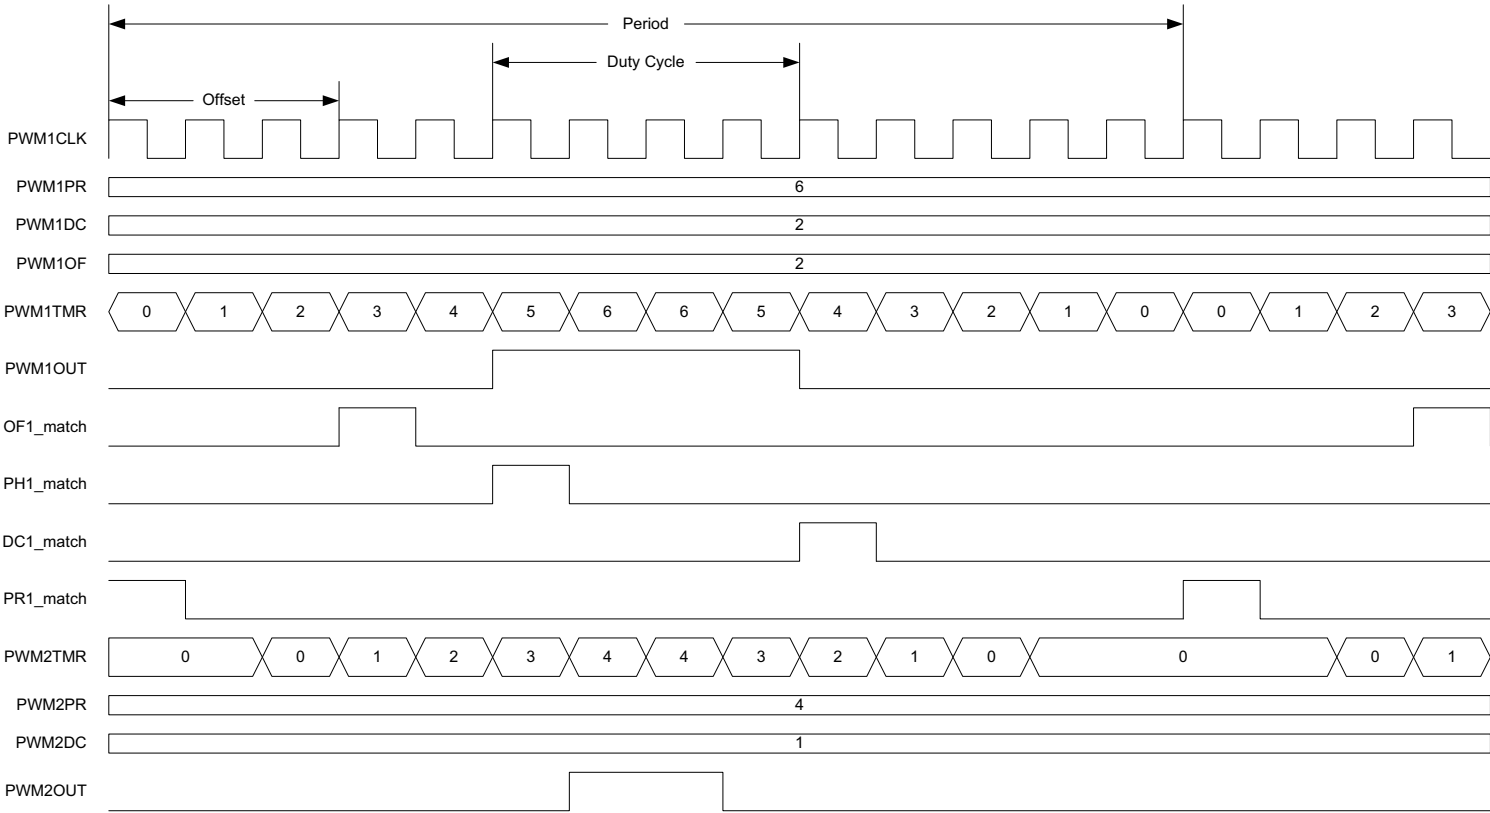 Period
Duty Cycle
Offset
PWM1CLK
PWM1PR 6
PWM1DC 2
PWM1OF 2
PWM1TMR 0 1 2 3 4 5 6 6 5 4 3 2 1 0 0 1 2 3
PWM1OUT
OF1_match
PH1_match
DC1_match
PR1_match
PWM2TMR 0 0 1 2 3 4 4 3 2 1 0 0 0 1
PWM2PR 4
PWM2DC 1
PWM2OUT